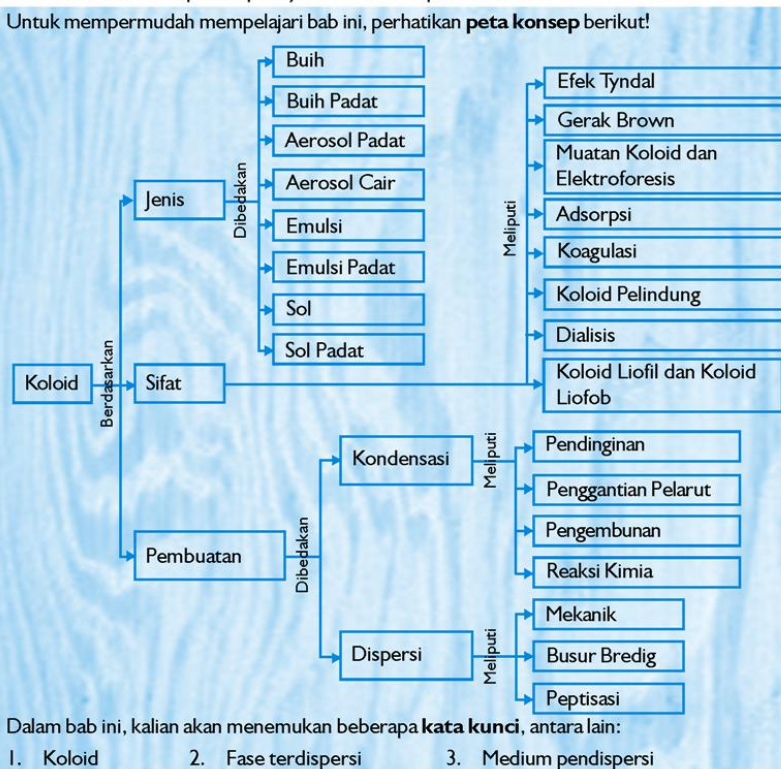 Untuk mempermudah mempelajari bab ini, perhatikan peta konsep berikut!
Koloid
Berdasarkan
Jenis
Dibedakan
Buih
Buih Padat
Aerosol Padat
Aerosol Cair
Emulsi
Emulsi Padat
Sol
Sol Padat
Sifat
Meliputi
Efek Tyndal
Gerak Brown
Muatan Koloid dan
Elektroforesis
Adsorpsi
Koagulasi
Koloid Pelindung
Dialisis
Koloid Liofil dan Koloid
Liofob
Pembuatan
Dibedakan
Kondensasi
Meliputi
Pendinginan
Penggantian Pelarut
Pengembunan
Reaksi Kimia
Dispersi
Meliputi
Mekanik
Busur Bredig
Peptisasi
Dalam bab ini, kalian akan menemukan beberapa kata kunci, antara lain:
1. Koloid 2. Fase terdispersi 3. Medium pendispersi